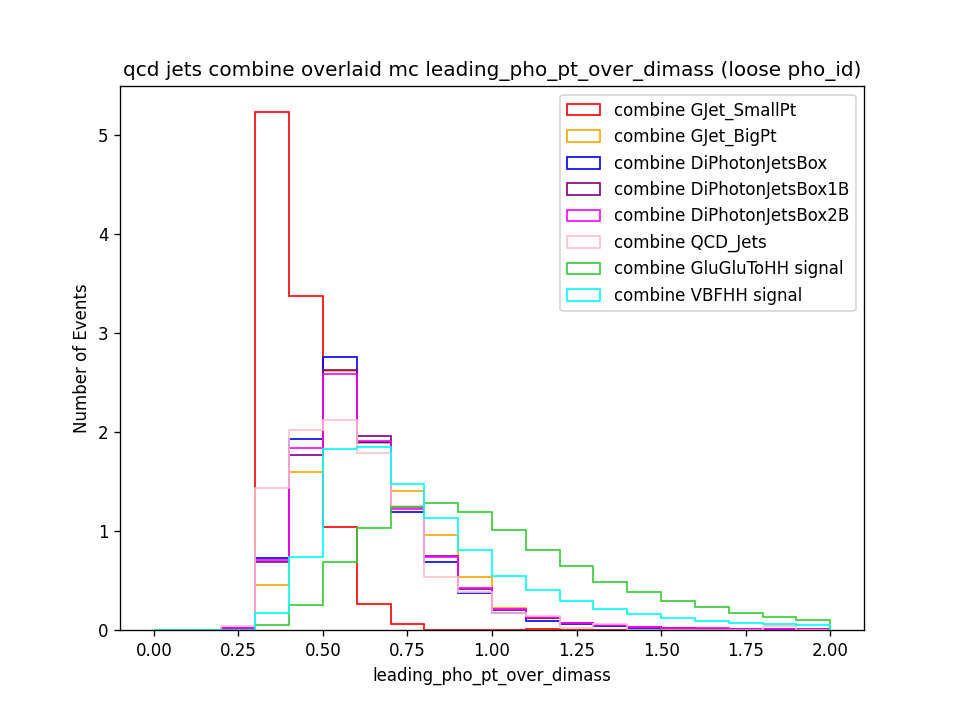 qcd jets combine overlaid mc leading_pho_pt_over_dimass (loose pho_id)
combine GJet_SmallPt
combine GJet_BigPt
combine DiPhotonJetsBox
combine DiPhotonJetsBox1B
combine DiPhotonJetsBox2B
combine QCD_Jets
combine GluGluToHH signal
combine VBFHH signal
Number of Events
5
4
3
2
1
0
0.00 0.25 0.50 0.75 1.00 1.25 1.50 1.75 2.00
leading_pho_pt_over_dimass